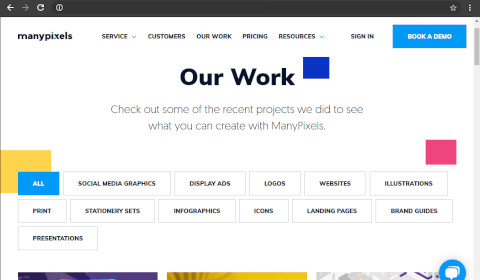 manypixels SERVICE CUSTOMERS OUR WORK PRICING RESOURCES SIGN IN BOOK A DEMO
Our Work
Check out some of the recent projects we did to see
what you can create with ManyPixels.
ALL SOCIAL MEDIA GRAPHICS DISPLAY ADS LOGOS WEBSITES ILLUSTRATIONS
PRINT STATIONERY SETS INFOGRAPHICS ICONS LANDING PAGES BRAND GUIDES
PRESENTATIONS